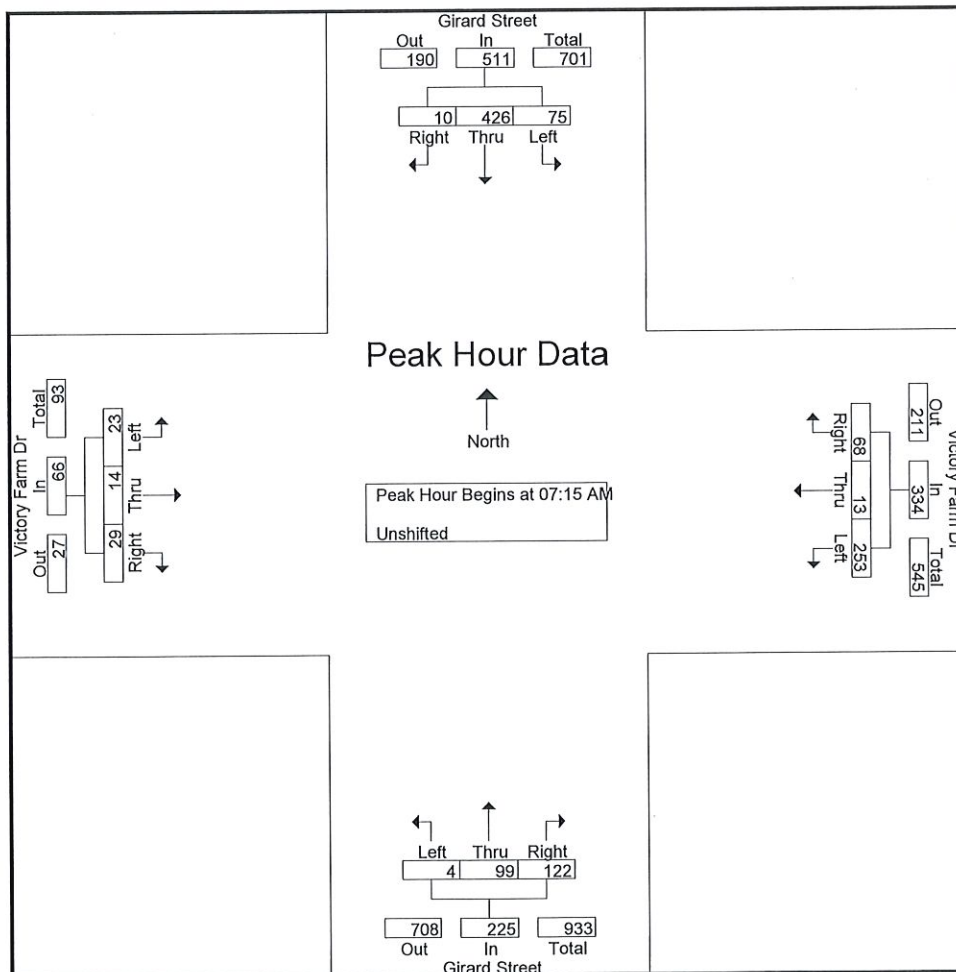 Girard Street
Out In Total
190 511 701
10 426 75
Right Thru Left
Peak Hour Data
North
Peak Hour Begins at 07:15 AM
Unshifted
Victory Farm Dr
Total In Out
93 66 27
23 14 29
Left Thru Right
Victory Farm Dr
Out In Total
211 334 545
68 13 253
Right Thru Left
Left Thru Right
4 99 122
708 225 933
Out In Total
Girard Street